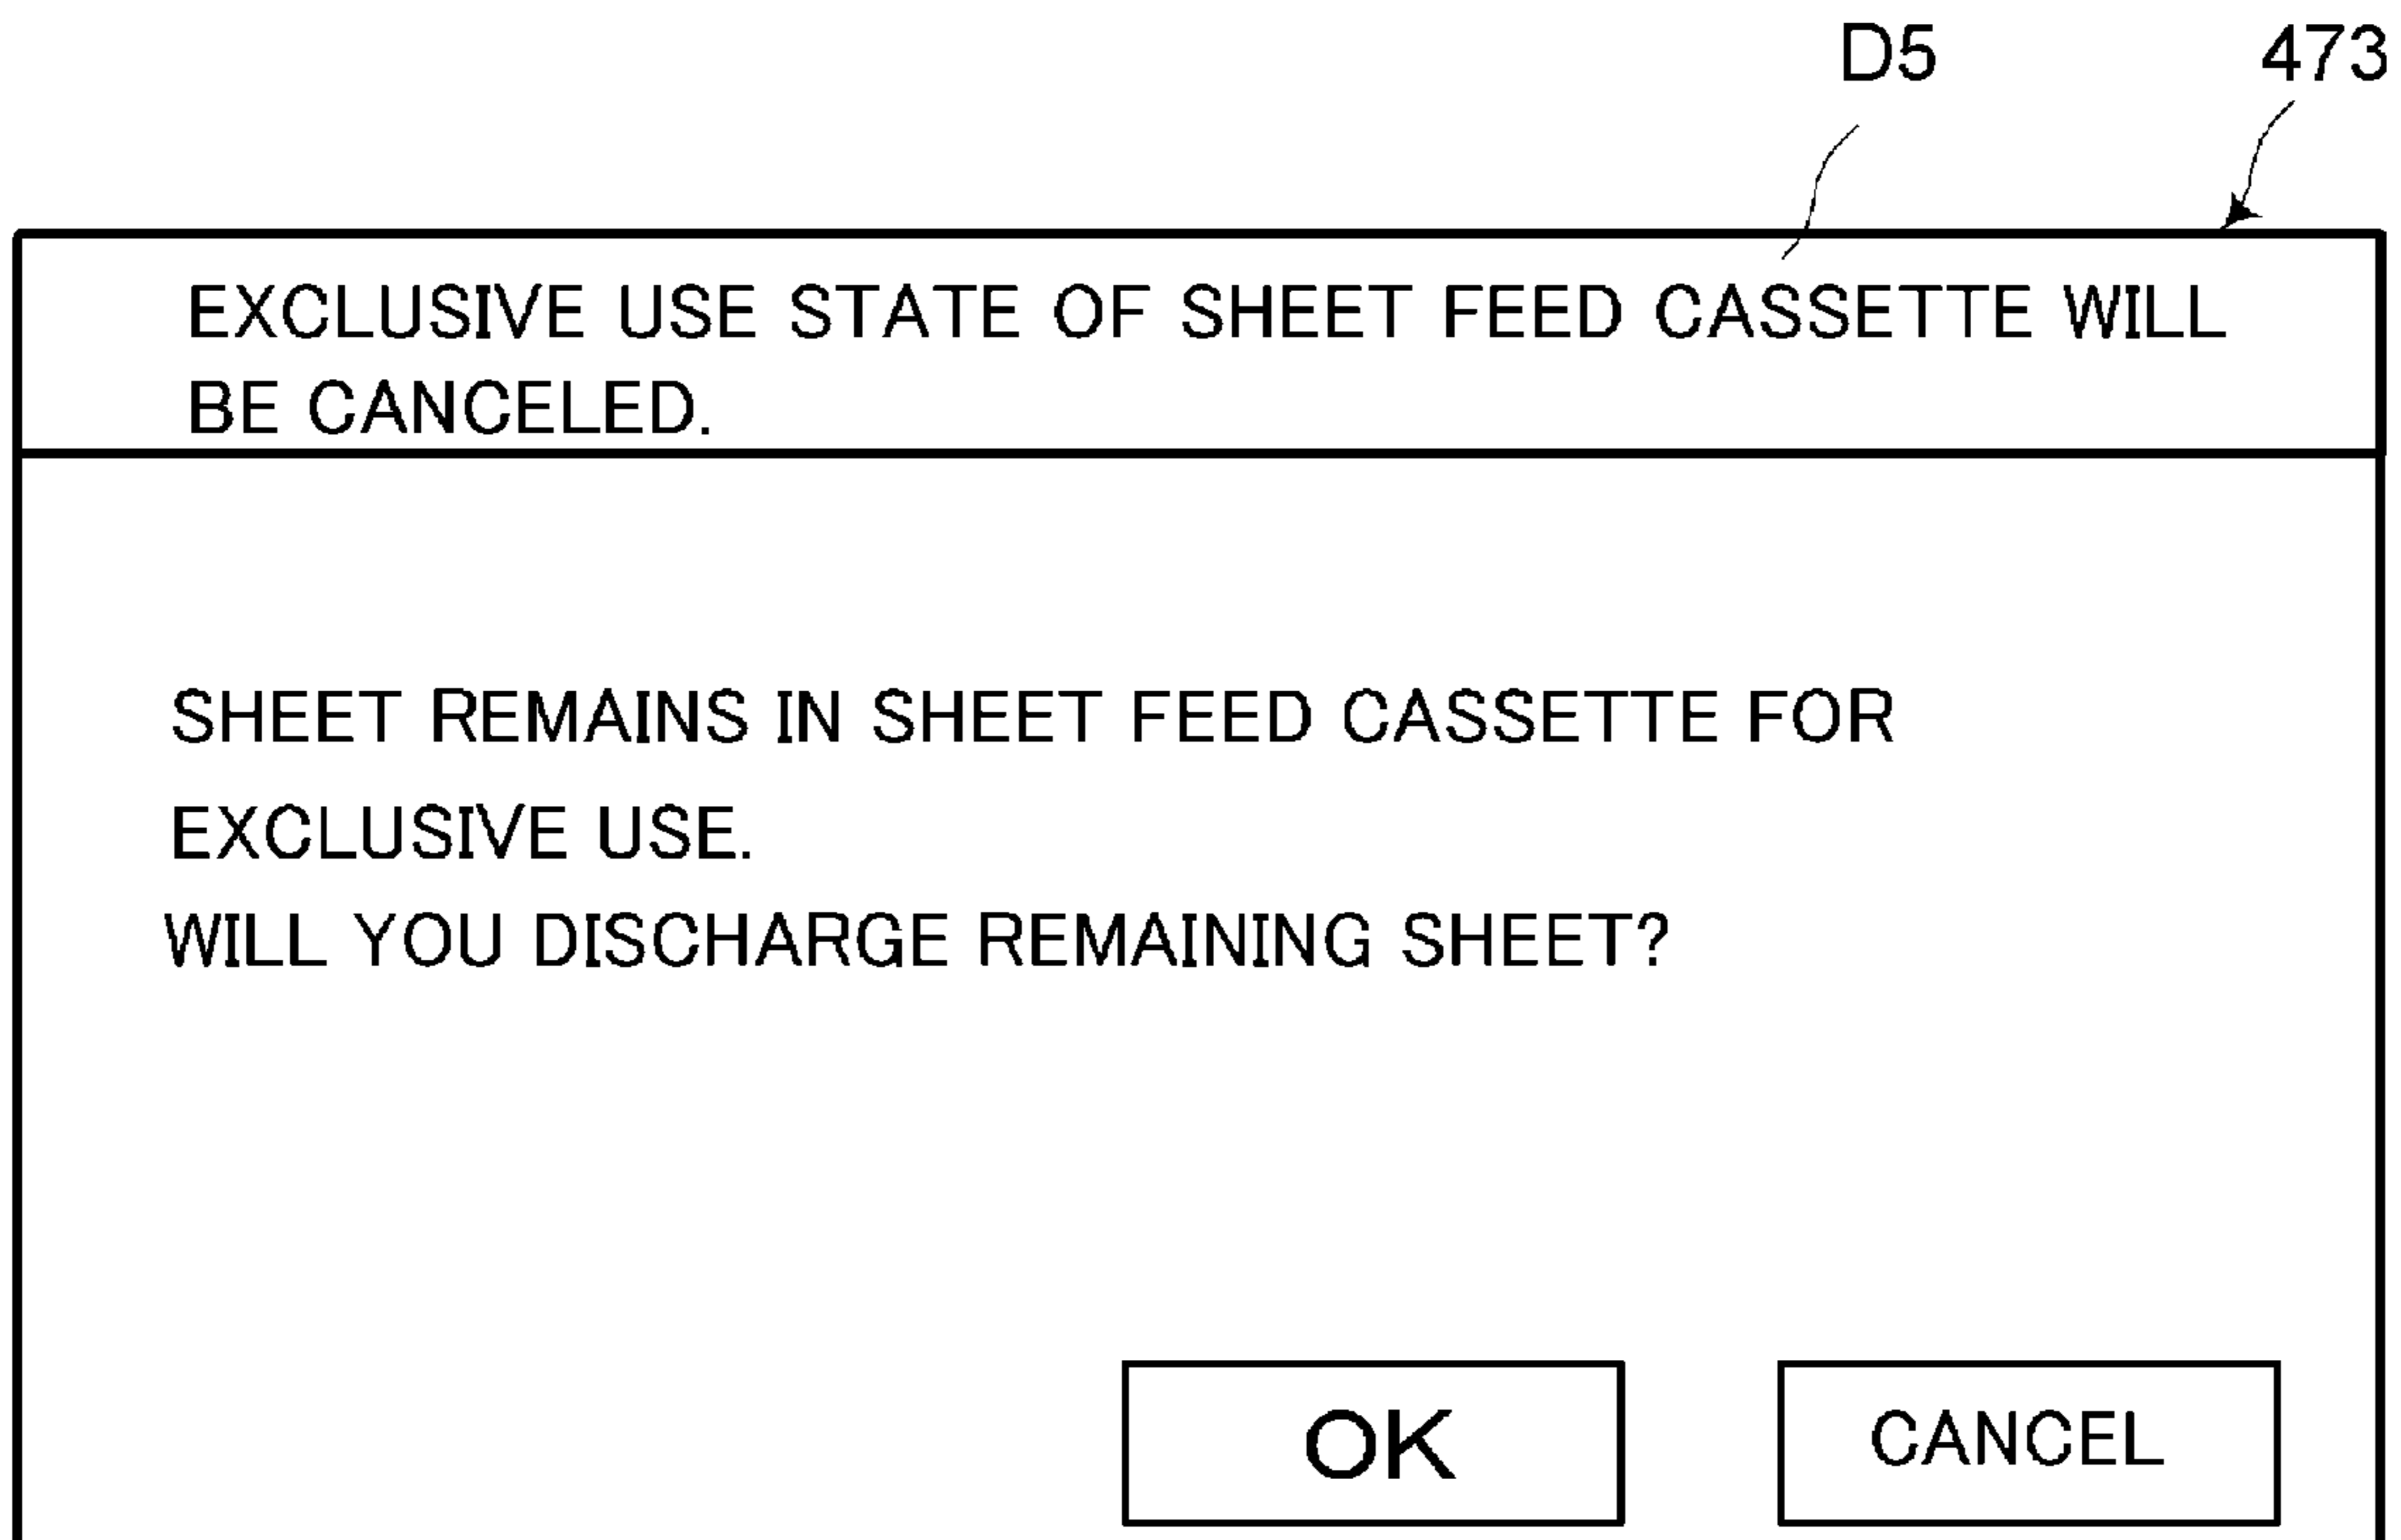 D5
473
EXCLUSIVE USE STATE OF SHEET FEED CASSETTE WILL
BE CANCELED.
SHEET REMAINS IN SHEET FEED CASSETTE FOR
EXCLUSIVE USE.
WILL YOU DISCHARGE REMAINING SHEET?
OK
CANCEL